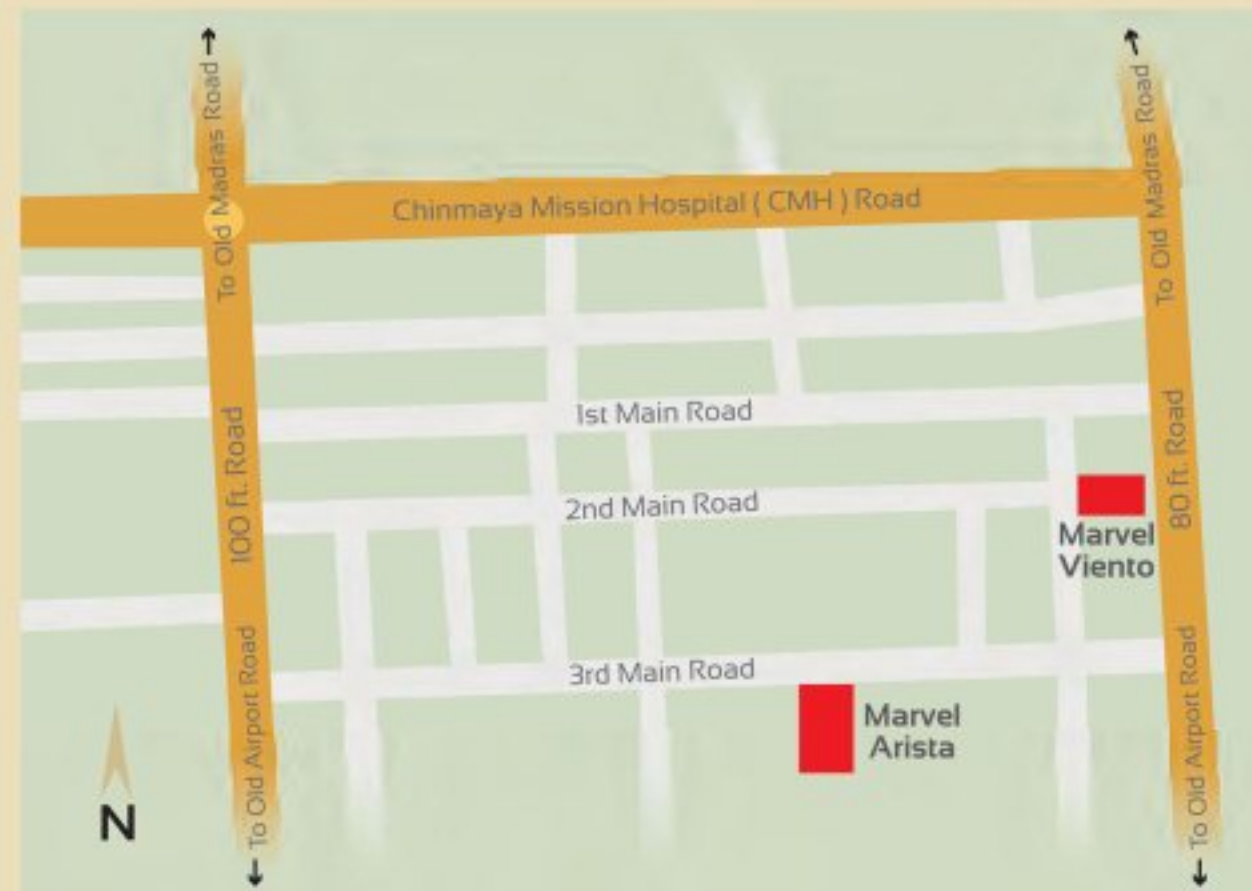 To Old Madras Road
To Old Madras Road
Chinmaya Mission Hospital ( CMH ) Road
1st Main Road
100 ft. Road
80 ft. Road
2nd Main Road
Marvel
Viento
3rd Main Road
Marvel
Arista
To Old Airport Road
To Old Airport Road
N